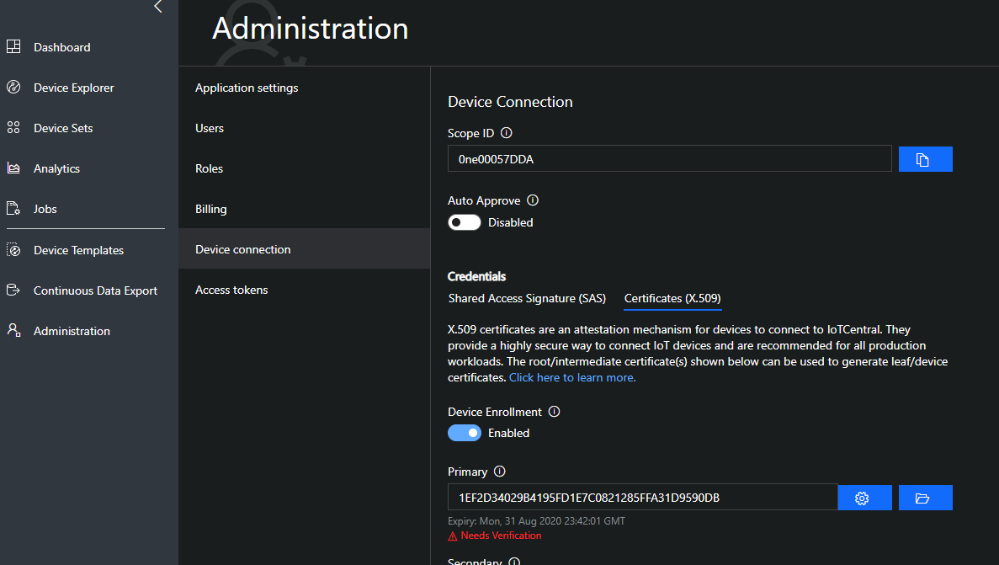 Administration
Dashboard
Device Explorer
Device Sets
Analytics
Jobs
Device Templates
Continuous Data Export
Administration
Application settings
Users
Roles
Billing
Device connection
Access tokens
Device Connection
Scope ID
0ne00057DDA
Auto Approve
Disabled
Credentials
Shared Access Signature (SAS) Certificates (X.509)
X.509 certificates are an attestation mechanism for devices to connect to IoTCentral. They
provide a highly secure way to connect IoT devices and are recommended for all production
workloads. The root/intermediate certificate(s) shown below can be used to generate leaf/device
certificates. Click here to learn more.
Device Enrollment
Enabled
Primary
1EF2D34029B4195FD1E7C0821285FFA31D9590DB
Expiry: Mon, 31 Aug 2020 23:42:01 GMT
Needs Verification
Secondary